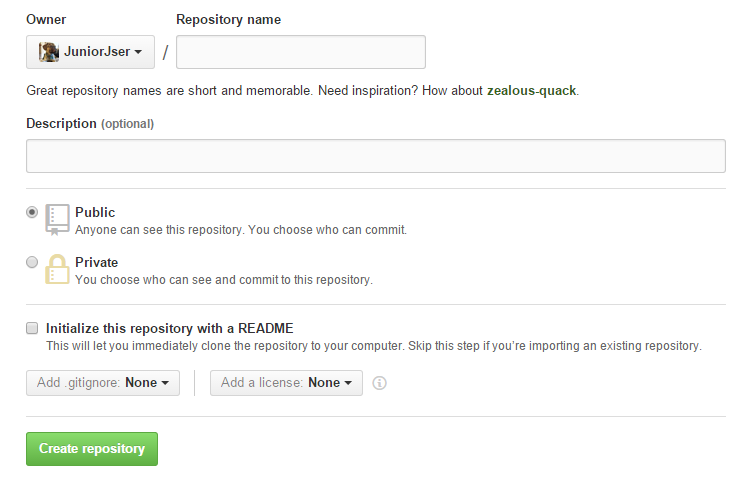 Owner Repository name
JuniorJser /
Great repository names are short and memorable. Need inspiration? How about zealous-quack.
Description (optional)
Public
Anyone can see this repository. You choose who can commit.
Private
You choose who can see and commit to this repository.
Initialize this repository with a README
This will let you immediately clone the repository to your computer. Skip this step if you’re importing an existing repository.
Add .gitignore: None Add a license: None
Create repository